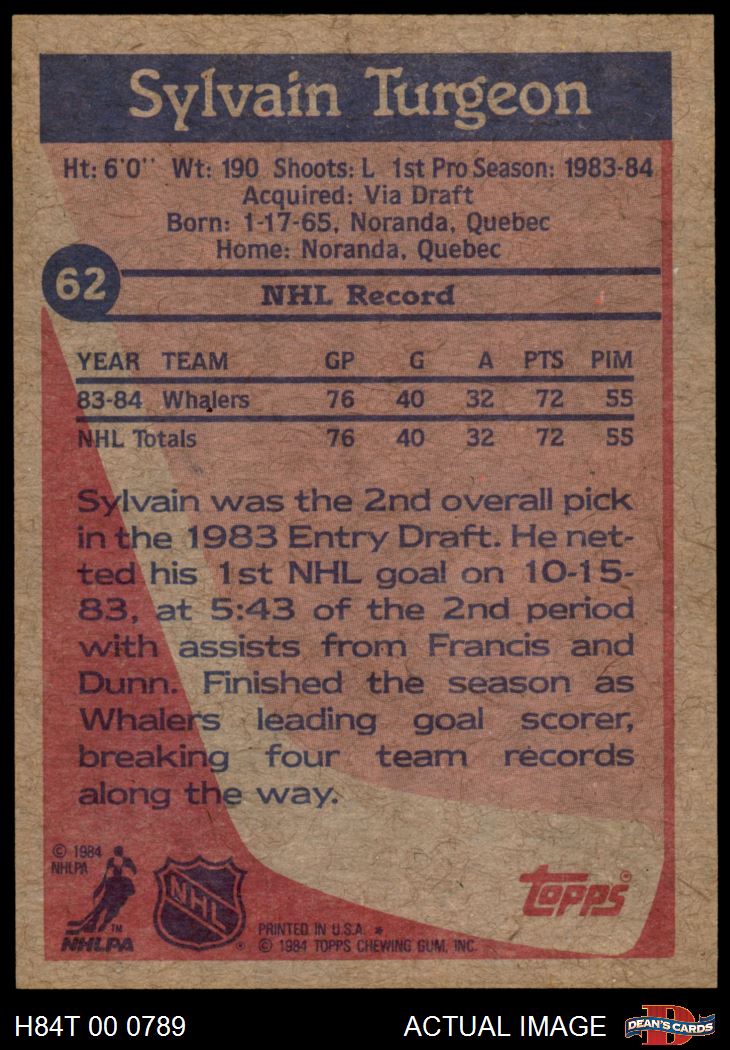 Sylvain Turgeon
Ht: 6'0'' Wt: 190 Shoots: L 1st Pro Season: 1983-84
Acquired: Via Draft
Born: 1-17-65, Noranda, Quebec
Home: Noranda, Quebec
62
NHL Record
YEAR TEAM GP G A PTS PIM
83-84 Whalers 76 40 32 72 55
NHL Totals 76 40 32 72 55
Sylvain was the 2nd overall pick
in the 1983 Entry Draft. He net-
ted his 1st NHL goal on 10-15-
83, at 5:43 of the 2nd period
with assists from Francis and
Dunn. Finished the season as
Whalers leading goal scorer,
breaking four team records
along the way.
© 1984
NHLPA
TM
NHLPA
NHL
®
topps®
PRINTED IN U.S.A. *
© 1984 TOPPS CHEWING GUM, INC.
H84T 00 0789
ACTUAL IMAGE
D
DEAN'S CARDS